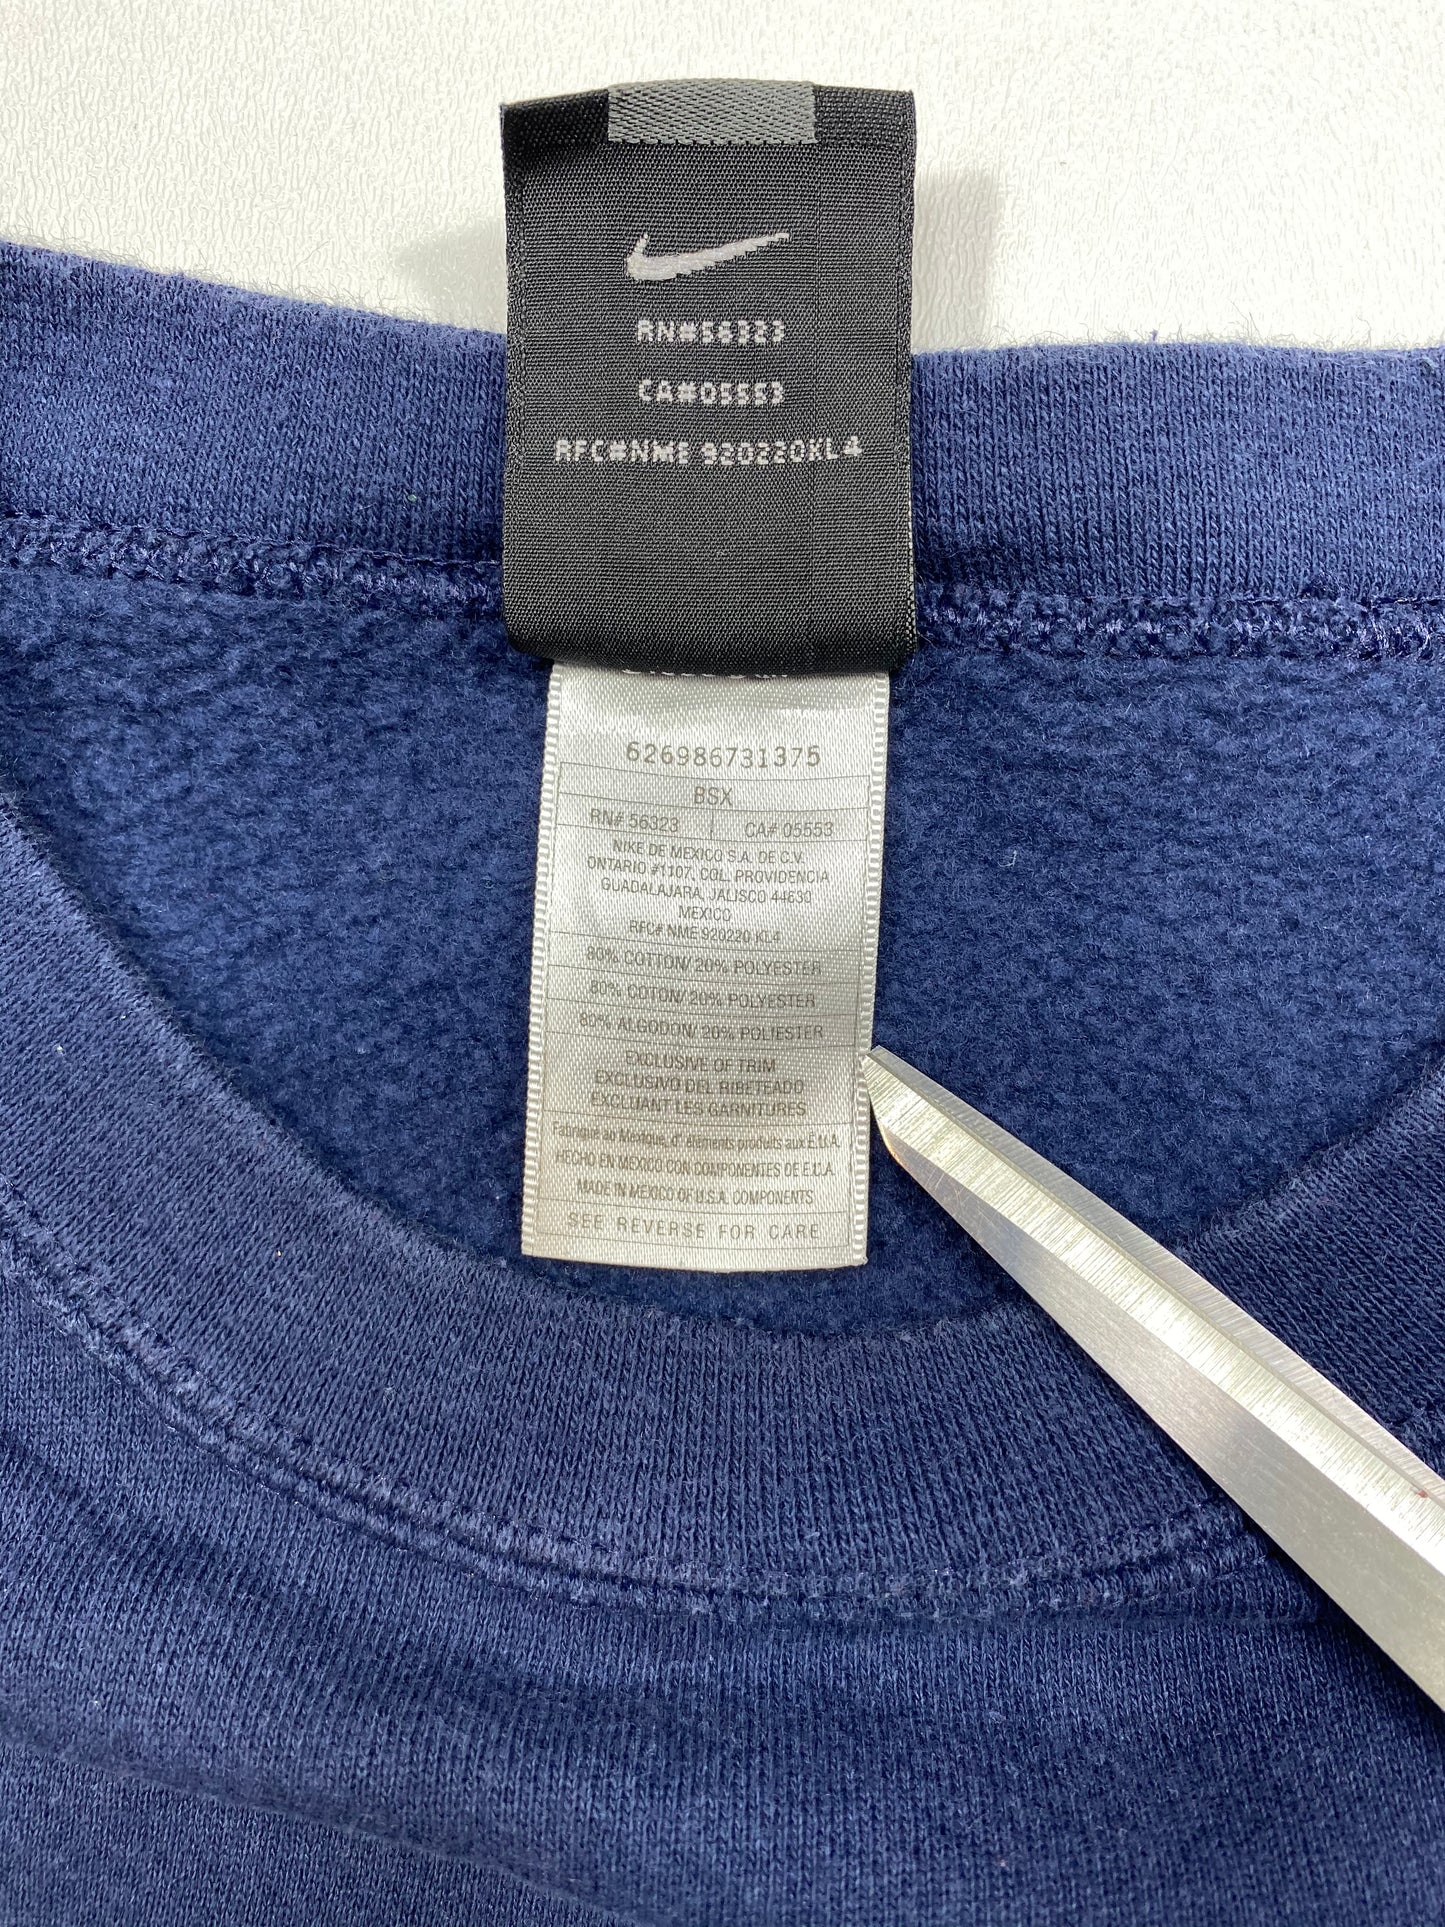 RN#56323
CA#05553
RFC#NME 920220KL4
626986731375
BSX
RN# 56323 | CA# 05553
NIKE DE MEXICO S.A. DE C.V.
ONTARIO #1107, COL. PROVIDENCIA
GUADALAJARA, JALISCO 44630
MEXICO
RFC# NME 920220 KL4
80% COTTON/ 20% POLYESTER
80% COTON/ 20% POLYESTER
80% ALGODON/ 20% POLIESTER
EXCLUSIVE OF TRIM
EXCLUSIVO DEL RIBETEADO
EXCLUANT LES GARNITURES
Fabriqué ao Mexique, d' élements produits aux E.U.A.
HECHO EN MEXICO CON COMPONENTES DE E.U.A.
MADE IN MEXICO OF U.S.A. COMPONENTS
SEE REVERSE FOR CARE